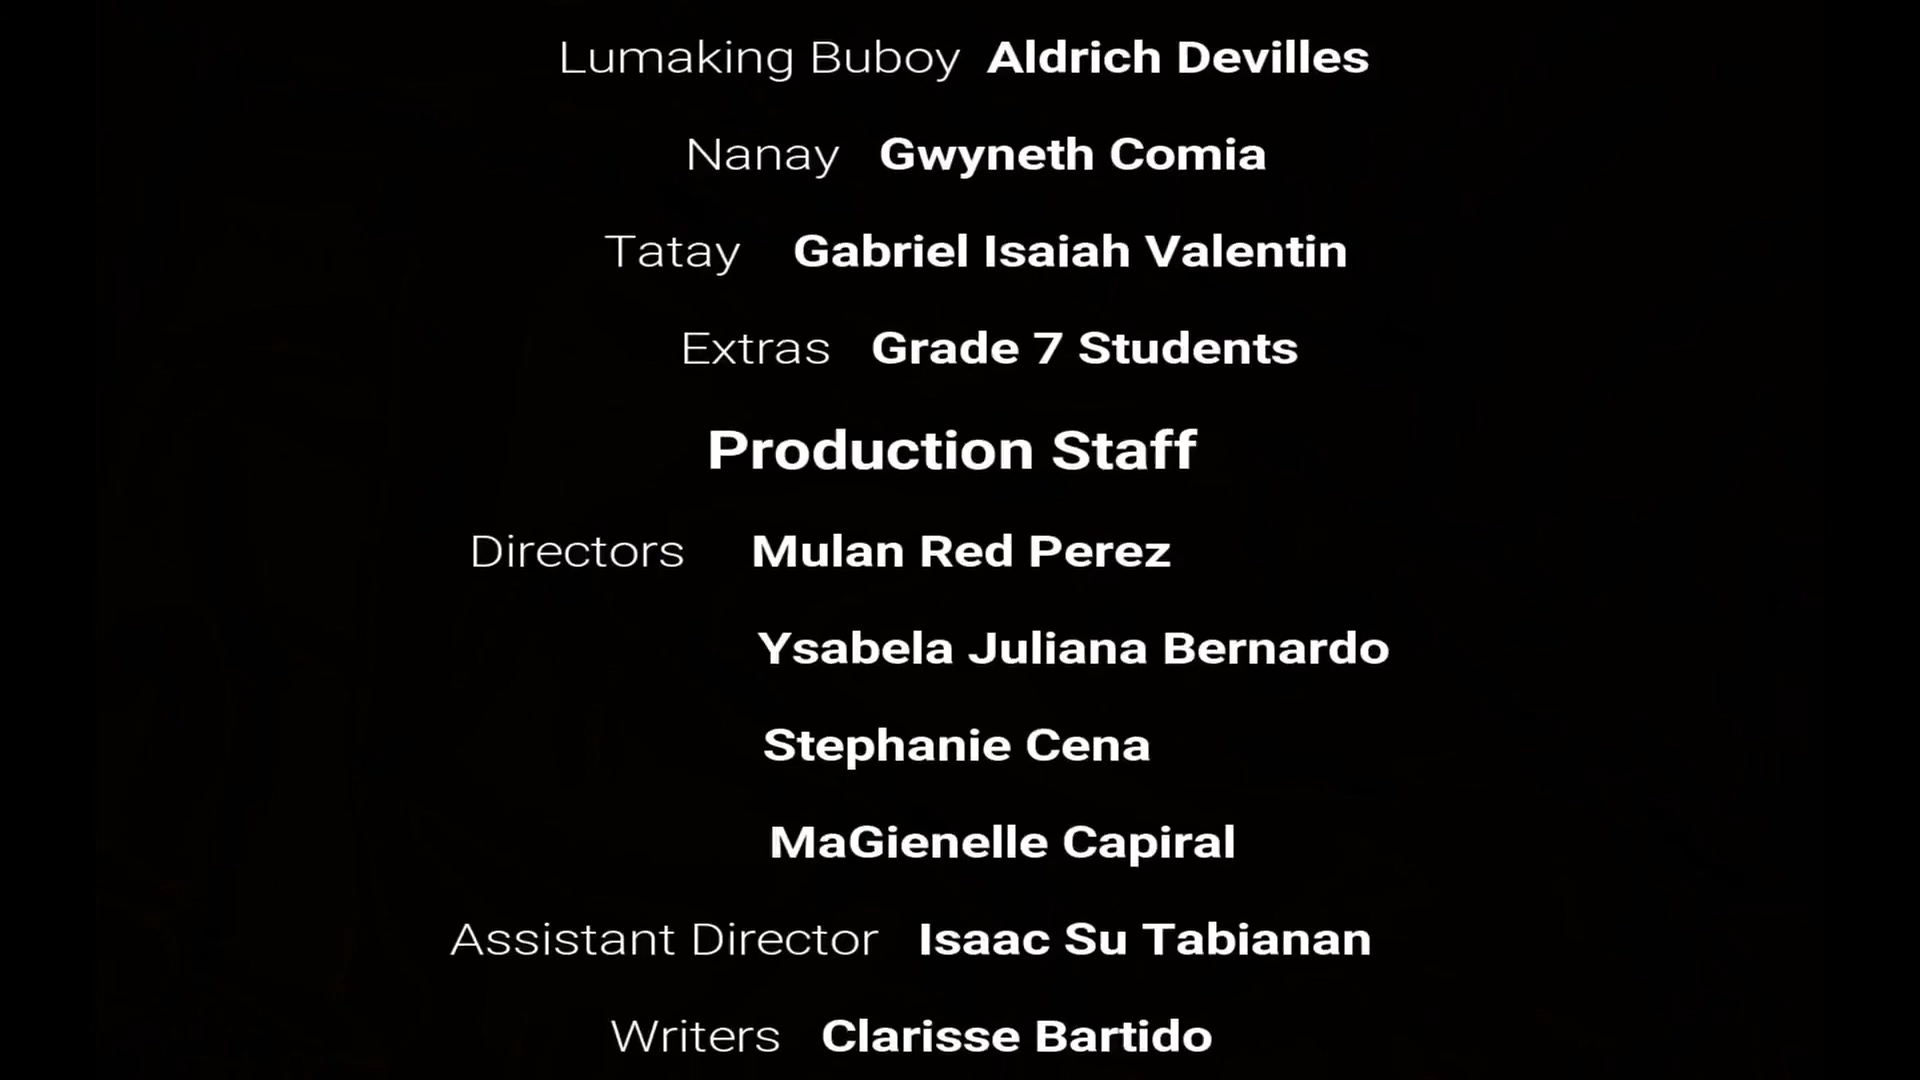 Lumaking Buboy Aldrich Devilles
Nanay Gwyneth Comia
Tatay Gabriel Isaiah Valentin
Extras Grade 7 Students
Production Staff
Directors Mulan Red Perez
Ysabela Juliana Bernardo
Stephanie Cena
MaGienelle Capiral
Assistant Director Isaac Su Tabianan
Writers Clarisse Bartido